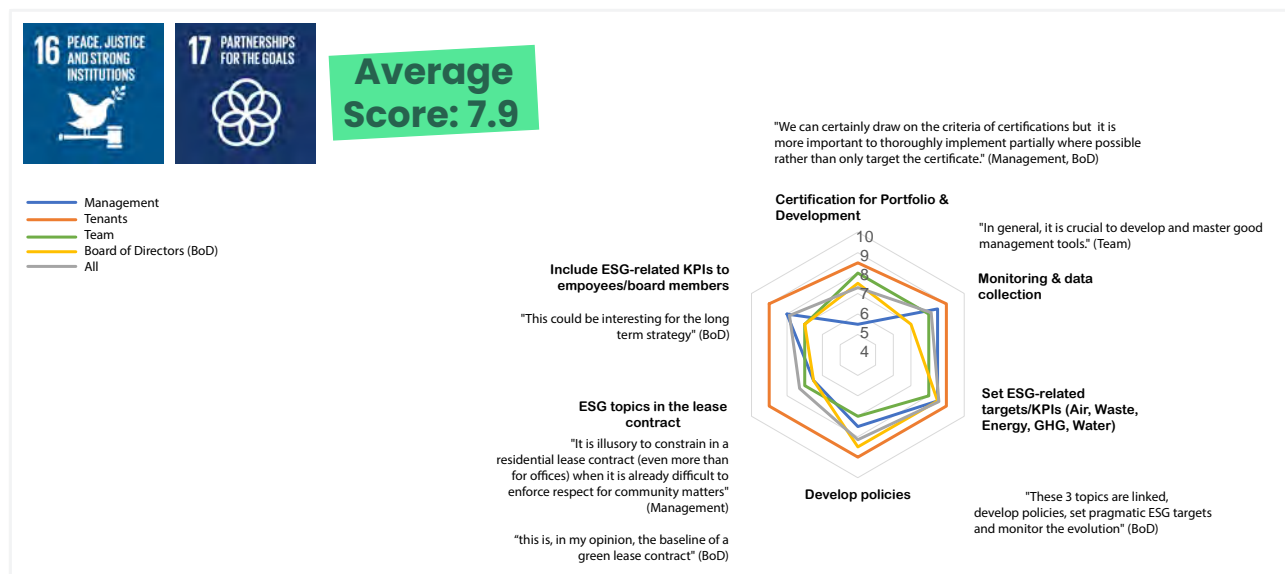 16 PEACE, JUSTICE
AND STRONG
INSTITUTIONS
17 PARTNERSHIPS
FOR THE GOALS
Average
Score: 7.9
Management
Tenants
Team
Board of Directors (BoD)
All
"We can certainly draw on the criteria of certifications but it is
more important to thoroughly implement partially where possible
rather than only target the certificate." (Management, BoD)
Certification for Portfolio &
Development
"In general, it is crucial to develop and master good
management tools." (Team)
Monitoring & data
collection
10
9
8
7
6
5
4
Include ESG-related KPIs to
empoyees/board members
"This could be interesting for the long
term strategy" (BoD)
Set ESG-related
targets/KPIs (Air, Waste,
Energy, GHG, Water)
ESG topics in the lease
contract
"It is illusory to constrain in a
residential lease contract (even more than
for offices) when it is already difficult to
enforce respect for community matters"
(Management)
"this is, in my opinion, the baseline of a
green lease contract" (BoD)
Develop policies
"These 3 topics are linked,
develop policies, set pragmatic ESG targets
and monitor the evolution" (BoD)